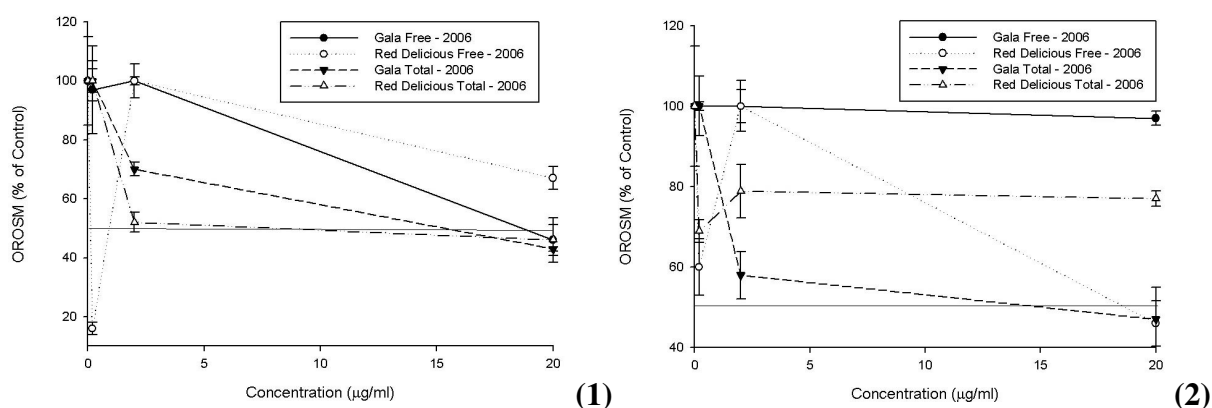 120
100
80
60
40
20
OROSM (% of Control)
0
5
10
15
20
Concentration (μg/ml)
Gala Free - 2006
Red Delicious Free - 2006
Gala Total - 2006
Red Delicious Total - 2006
(1)
120
100
80
60
40
OROSM (% of Control)
0
5
10
15
20
Concentration (μg/ml)
Gala Free - 2006
Red Delicious Free - 2006
Gala Total - 2006
Red Delicious Total - 2006
(2)